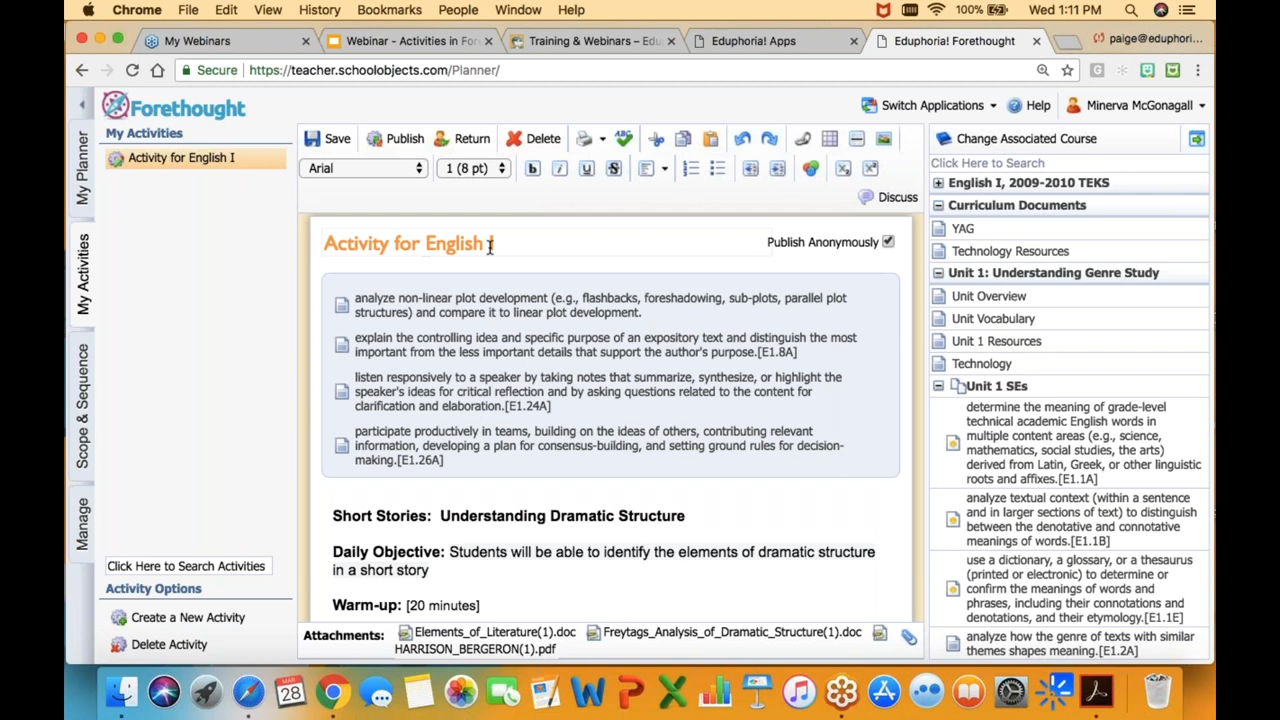 Chrome File Edit View History Bookmarks People Window Help 100% Wed 1:11 PM
My Webinars
Webinar - Activities in For
Training & Webinars – Edu
Eduphoria! Apps
Eduphoria! Forethought
paige@eduphori...
Secure https://teacher.schoolobjects.com/Planner/
Forethought
Switch Applications
Help
Minerva McGonagall
My Planner
My Activities
Scope & Sequence
Manage
My Activities
Activity for English I
Click Here to Search Activities
Activity Options
Create a New Activity
Delete Activity
Save Publish Return Delete
Arial
1 (8 pt)
Discuss
Activity for English I
Publish Anonymously
analyze non-linear plot development (e.g., flashbacks, foreshadowing, sub-plots, parallel plot
structures) and compare it to linear plot development.
explain the controlling idea and specific purpose of an expository text and distinguish the most
important from the less important details that support the author's purpose.[E1.8A]
listen responsively to a speaker by taking notes that summarize, synthesize, or highlight the
speaker's ideas for critical reflection and by asking questions related to the content for
clarification and elaboration.[E1.24A]
participate productively in teams, building on the ideas of others, contributing relevant
information, developing a plan for consensus-building, and setting ground rules for decision-
making.[E1.26A]
Short Stories: Understanding Dramatic Structure
Daily Objective: Students will be able to identify the elements of dramatic structure
in a short story
Warm-up: [20 minutes]
Attachments: Elements_of_Literature(1).doc Freytags_Analysis_of_Dramatic_Structure(1).doc
HARRISON_BERGERON(1).pdf
Change Associated Course
Click Here to Search
English I, 2009-2010 TEKS
Curriculum Documents
YAG
Technology Resources
Unit 1: Understanding Genre Study
Unit Overview
Unit Vocabulary
Unit 1 Resources
Technology
Unit 1 SEs
determine the meaning of grade-level
technical academic English words in
multiple content areas (e.g., science,
mathematics, social studies, the arts)
derived from Latin, Greek, or other linguistic
roots and affixes.[E1.1A]
analyze textual context (within a sentence
and in larger sections of text) to distinguish
between the denotative and connotative
meanings of words.[E1.1B]
use a dictionary, a glossary, or a thesaurus
(printed or electronic) to determine or
confirm the meanings of words and
phrases, including their connotations and
denotations, and their etymology.[E1.1E]
analyze how the genre of texts with similar
themes shapes meaning.[E1.2A]
MAR
28